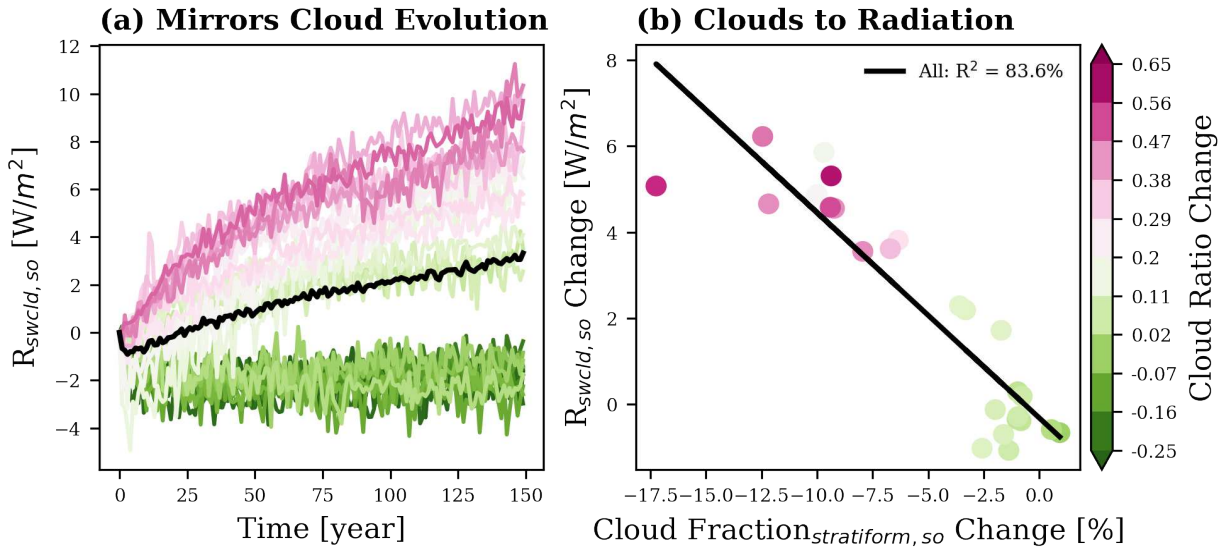 (a) Mirrors Cloud Evolution
R_swcld, so [W/m²]
12
10
8
6
4
2
0
−2
−4
0 25 50 75 100 125 150
Time [year]
(b) Clouds to Radiation
R_swcld, so Change [W/m²]
8
6
4
2
0
All: R² = 83.6%
−17.5 −15.0 −12.5 −10.0 −7.5 −5.0 −2.5 0.0
Cloud Fraction_stratiform, so Change [%]
0.65
0.56
0.47
0.38
0.29
0.2
0.11
0.02
-0.07
-0.16
-0.25
Cloud Ratio Change